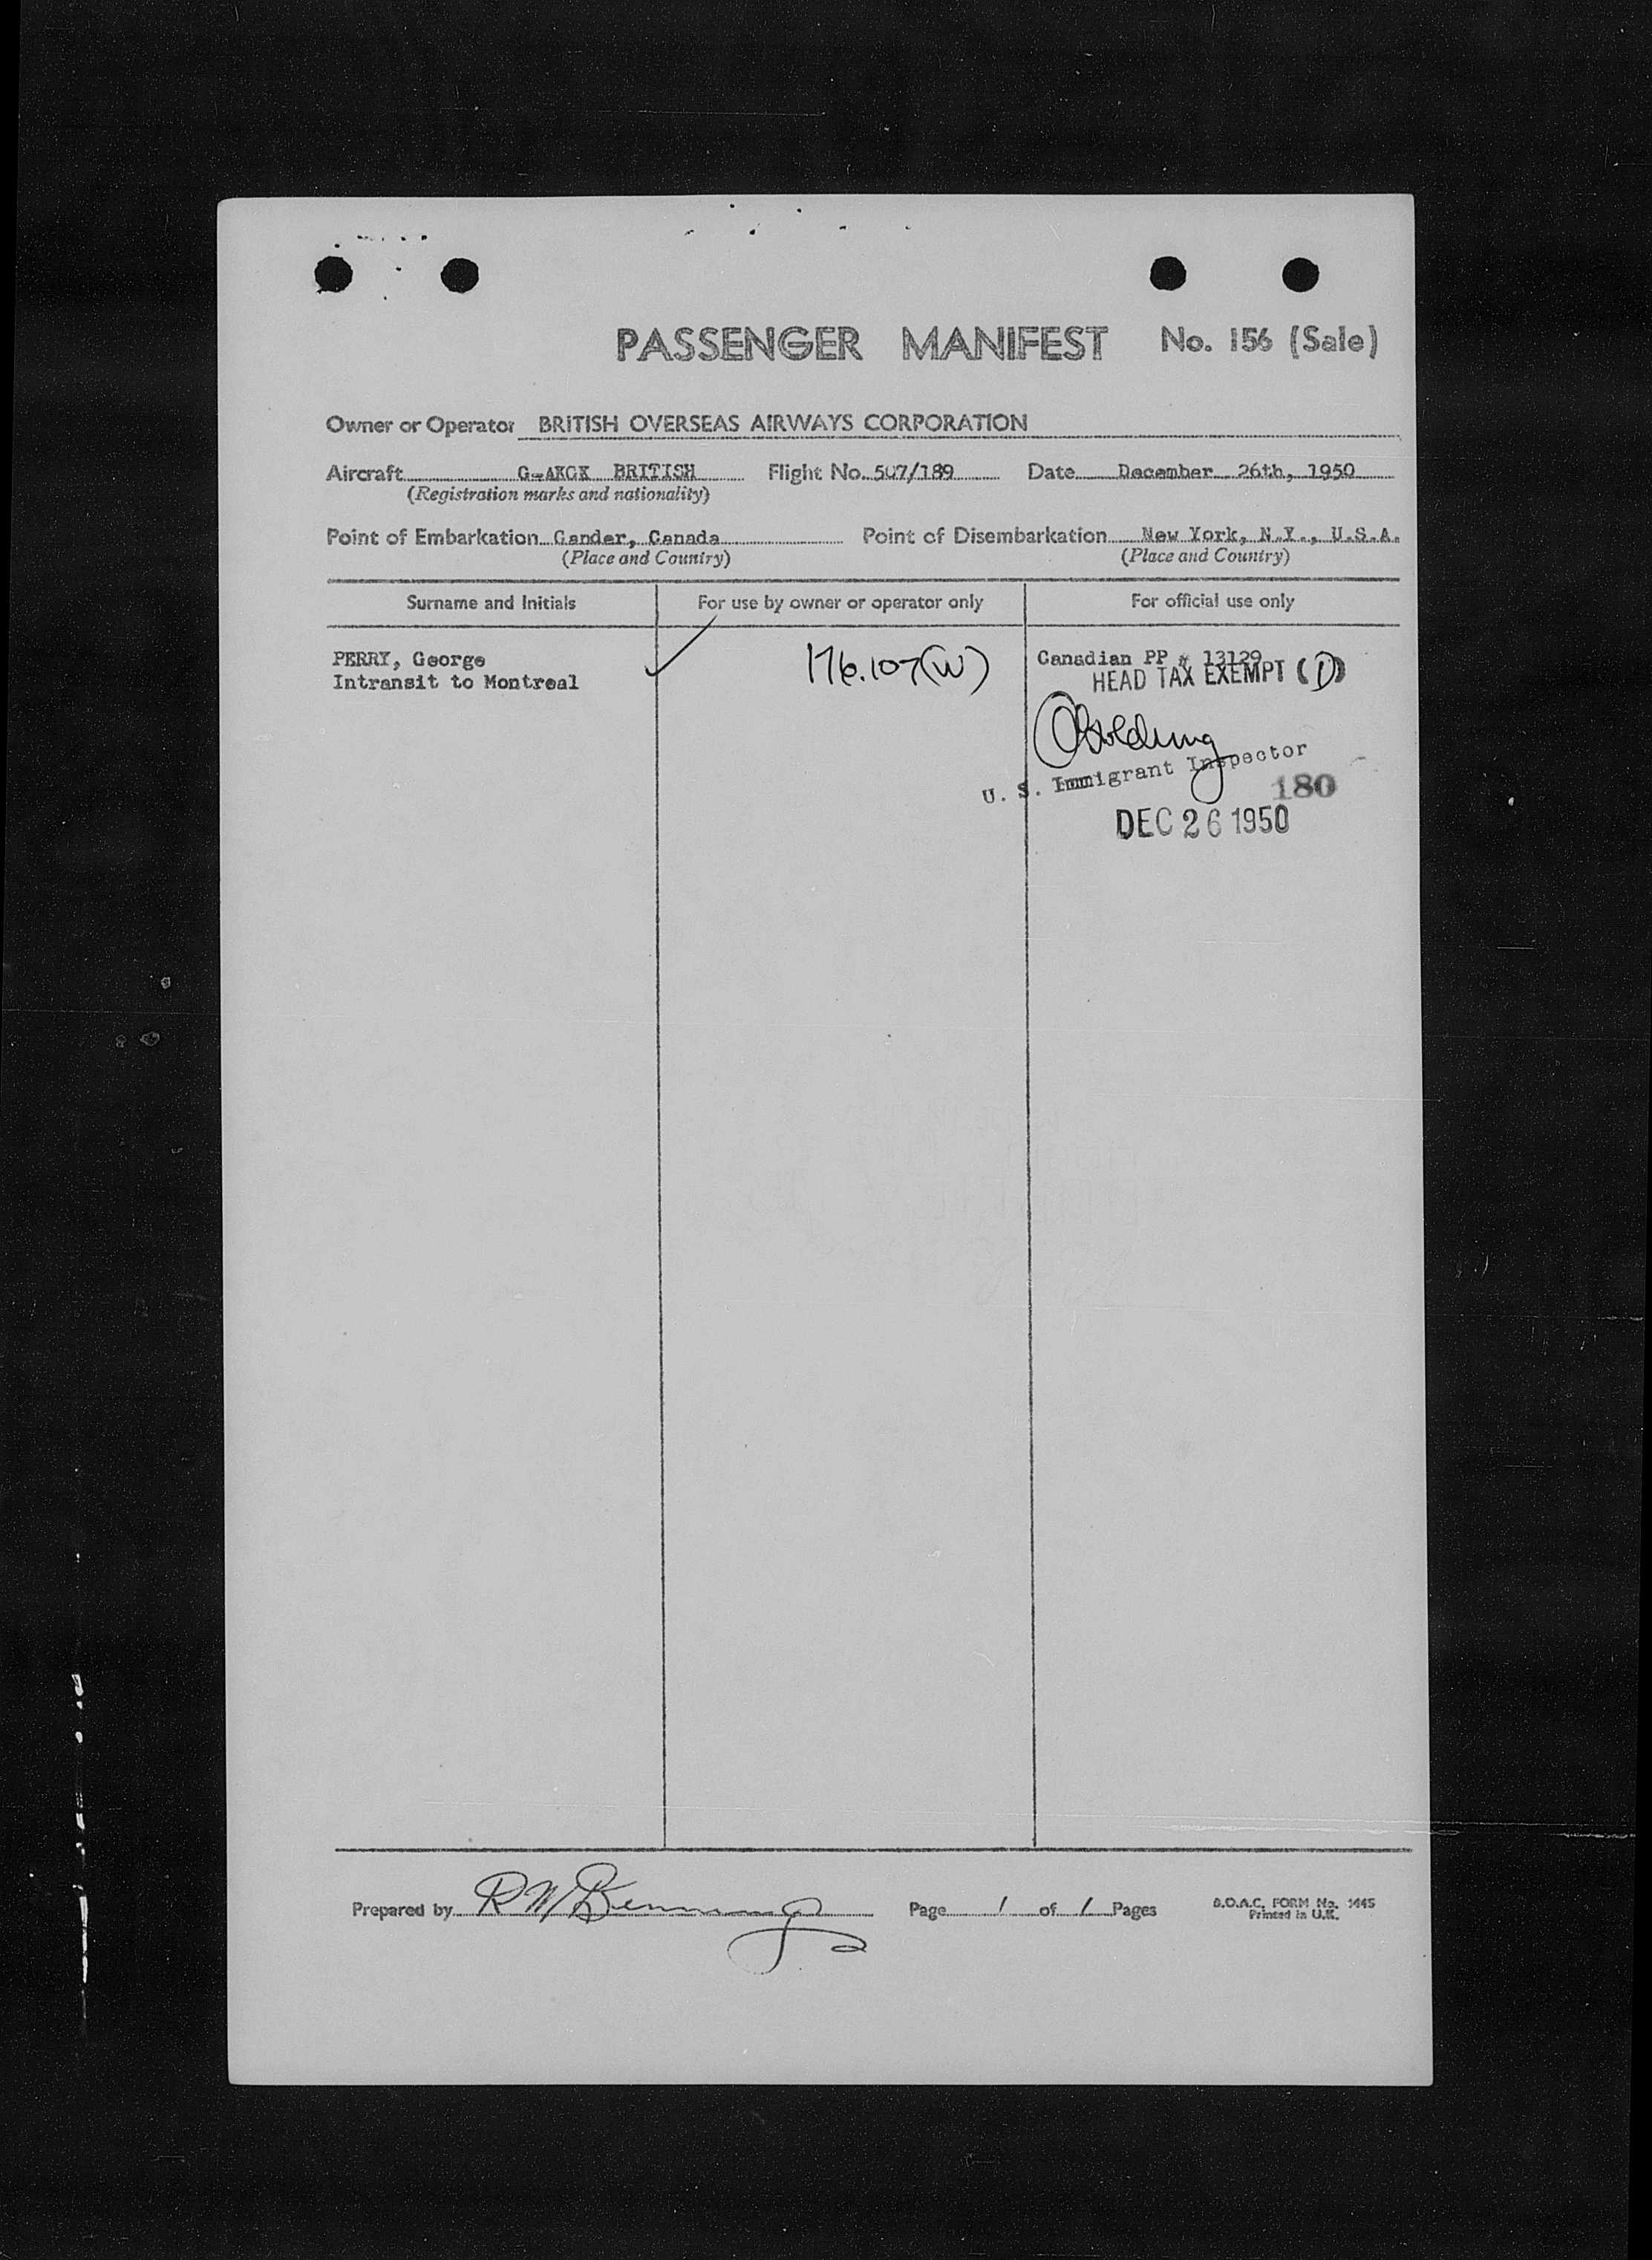 PASSENGER MANIFEST No. 156 (Sale)
Owner or Operator BRITISH OVERSEAS AIRWAYS CORPORATION
Aircraft G-AKGK BRITISH Flight No. 507/189 Date December 26th, 1950
(Registration marks and nationality)
Point of Embarkation Gander, Canada Point of Disembarkation New York, N.Y., U.S.A.
(Place and Country) (Place and Country)
Surname and Initials For use by owner or operator only For official use only
PERRY, George 176.107(W) Canadian PP # 13129
Intransit to Montreal HEAD TAX EXEMPT (D)
U. S. Immigrant Inspector
180
DEC 26 1950
Prepared by R W Bennings Page 1 of 1 Pages B.O.A.C. FORM No. 1445
Printed in U.K.